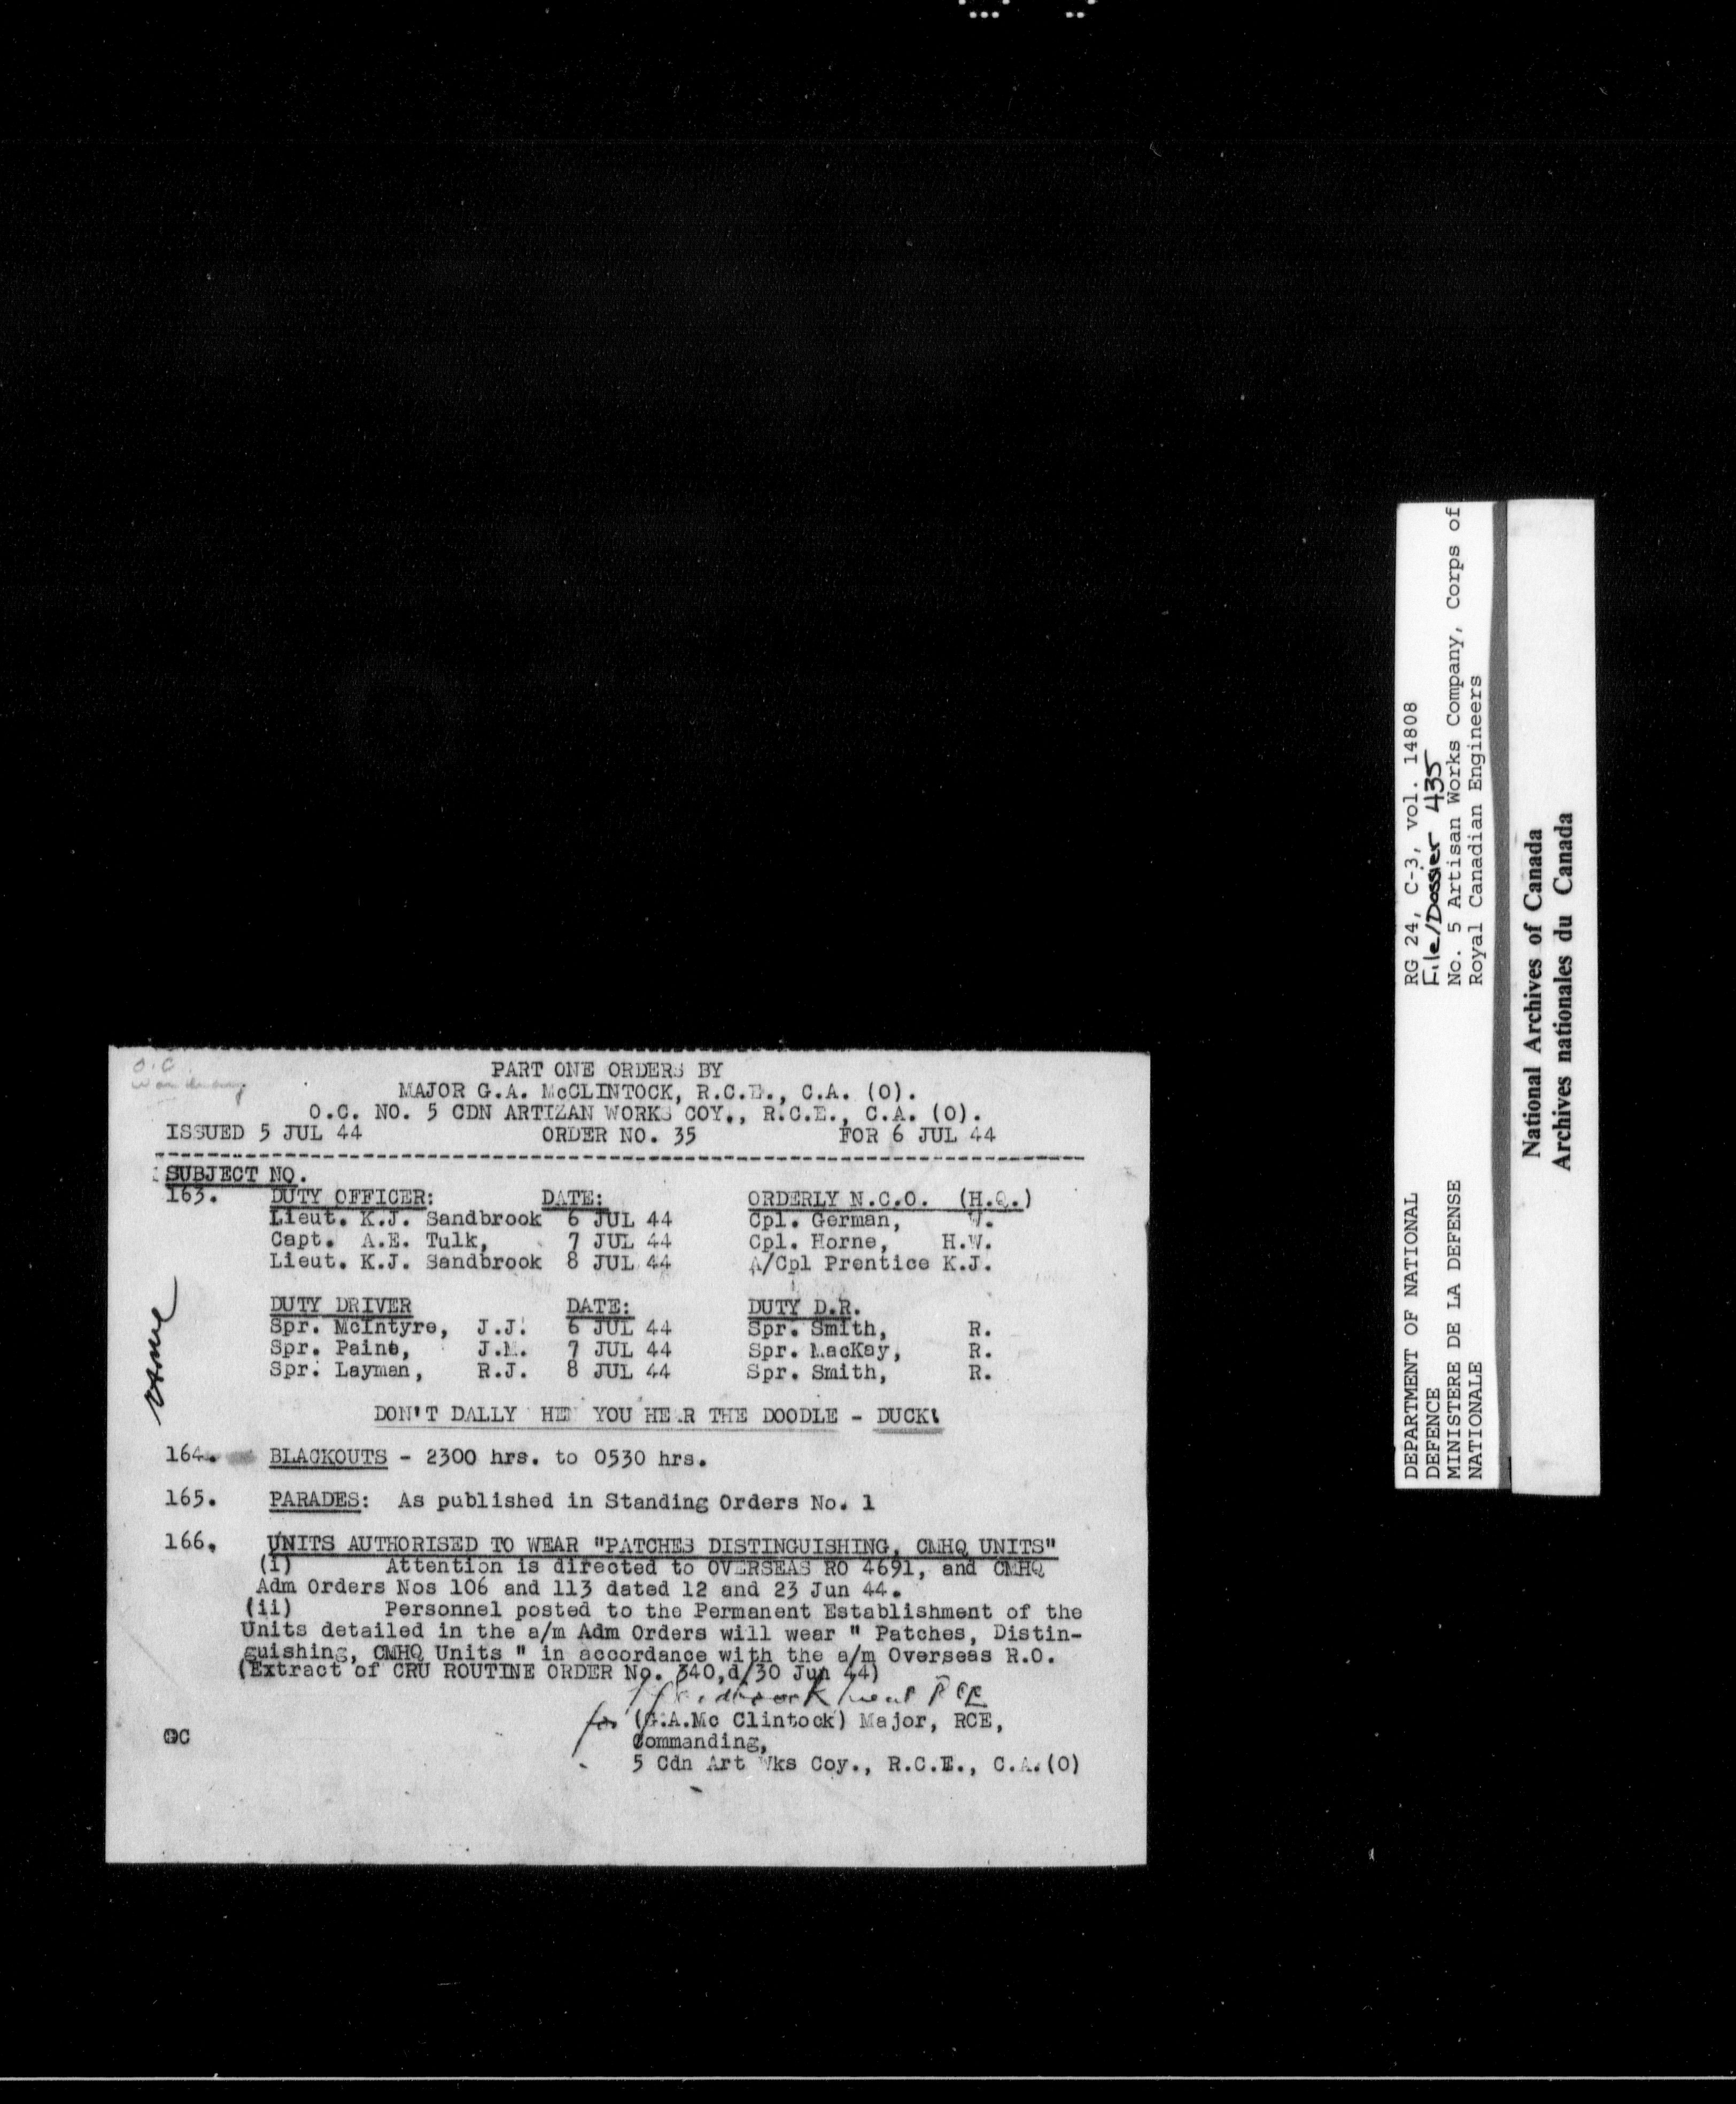 O.C.
PART ONE ORDERS BY
MAJOR G.A. McCLINTOCK, R.C.E., C.A. (O).
O.C. NO. 5 CDN ARTIZAN WORKS COY., R.C.E., C.A. (O).
ISSUED 5 JUL 44 ORDER NO. 35 FOR 6 JUL 44
SUBJECT NO.
163. DUTY OFFICER: DATE: ORDERLY N.C.O. (H.Q.)
Lieut. K.J. Sandbrook 6 JUL 44 Cpl. German, W.
Capt. A.E. Tulk, 7 JUL 44 Cpl. Horne, H.W.
Lieut. K.J. Sandbrook 8 JUL 44 A/Cpl Prentice K.J.
DUTY DRIVER DATE: DUTY D.R.
Spr. McIntyre, J.J. 6 JUL 44 Spr. Smith, R.
Spr. Paine, J.M. 7 JUL 44 Spr. MacKay, R.
Spr. Layman, R.J. 8 JUL 44 Spr. Smith, R.
DON'T DALLY HEN YOU HE R THE DOODLE - DUCK!
164. BLACKOUTS - 2300 hrs. to 0530 hrs.
165. PARADES: As published in Standing Orders No. 1
166. UNITS AUTHORISED TO WEAR "PATCHES DISTINGUISHING, CMHQ UNITS"
(i) Attention is directed to OVERSEAS RO 4691, and CMHQ
Adm Orders Nos 106 and 113 dated 12 and 23 Jun 44.
(ii) Personnel posted to the Permanent Establishment of the
Units detailed in the a/m Adm Orders will wear " Patches, Distin-
guishing, CMHQ Units " in accordance with the a/m Overseas R.O.
(Extract of CRU ROUTINE ORDER No. 340,d/30 Jun 44)
for (G.A.Mc Clintock) Major, RCE,
Commanding,
5 Cdn Art Wks Coy., R.C.E., C.A.(O)
DEPARTMENT OF NATIONAL
DEFENCE
MINISTERE DE LA DEFENSE
NATIONALE
RG 24, C-3, vol. 14808
File/Dossier 435
No. 5 Artisan Works Company, Corps of
Royal Canadian Engineers
National Archives of Canada
Archives nationales du Canada